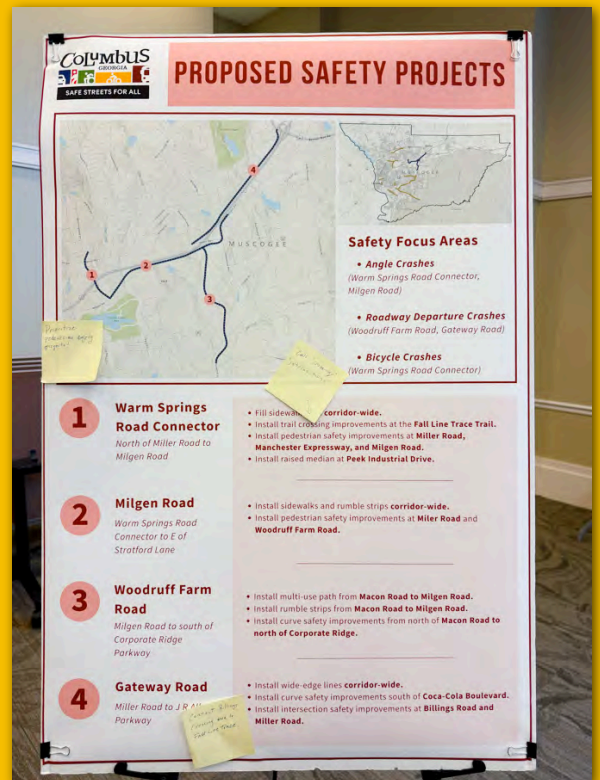 COLUMBUS
GEORGIA
SAFE STREETS FOR ALL
PROPOSED SAFETY PROJECTS
4
MUSCOGEE
1
2
3
Safety Focus Areas
• Angle Crashes
(Warm Springs Road Connector,
Milgen Road)
• Roadway Departure Crashes
(Woodruff Farm Road, Gateway Road)
• Bicycle Crashes
(Warm Springs Road Connector)
1
Warm Springs
Road Connector
North of Miller Road to
Milgen Road
• Fill corridor-wide.
• Install trail crossing improvements at the Fall Line Trace Trail.
• Install pedestrian safety improvements at Miller Road,
Manchester Expressway, and Milgen Road.
• Install raised median at Peek Industrial Drive.
2
Milgen Road
Warm Springs Road
Connector to E of
Stratford Lane
• Install sidewalks and rumble strips corridor-wide.
• Install pedestrian safety improvements at Miler Road and
Woodruff Farm Road.
3
Woodruff Farm
Road
Milgen Road to south of
Corporate Ridge
Parkway
• Install multi-use path from Macon Road to Milgen Road.
• Install rumble strips from Macon Road to Milgen Road.
• Install curve safety improvements from north of Macon Road to
north of Corporate Ridge.
4
Gateway Road
Miller Road to J R
Parkway
• Install wide-edge lines corridor-wide.
• Install curve safety improvements south of Coca-Cola Boulevard.
• Install intersection safety improvements at Billings Road and
Miller Road.